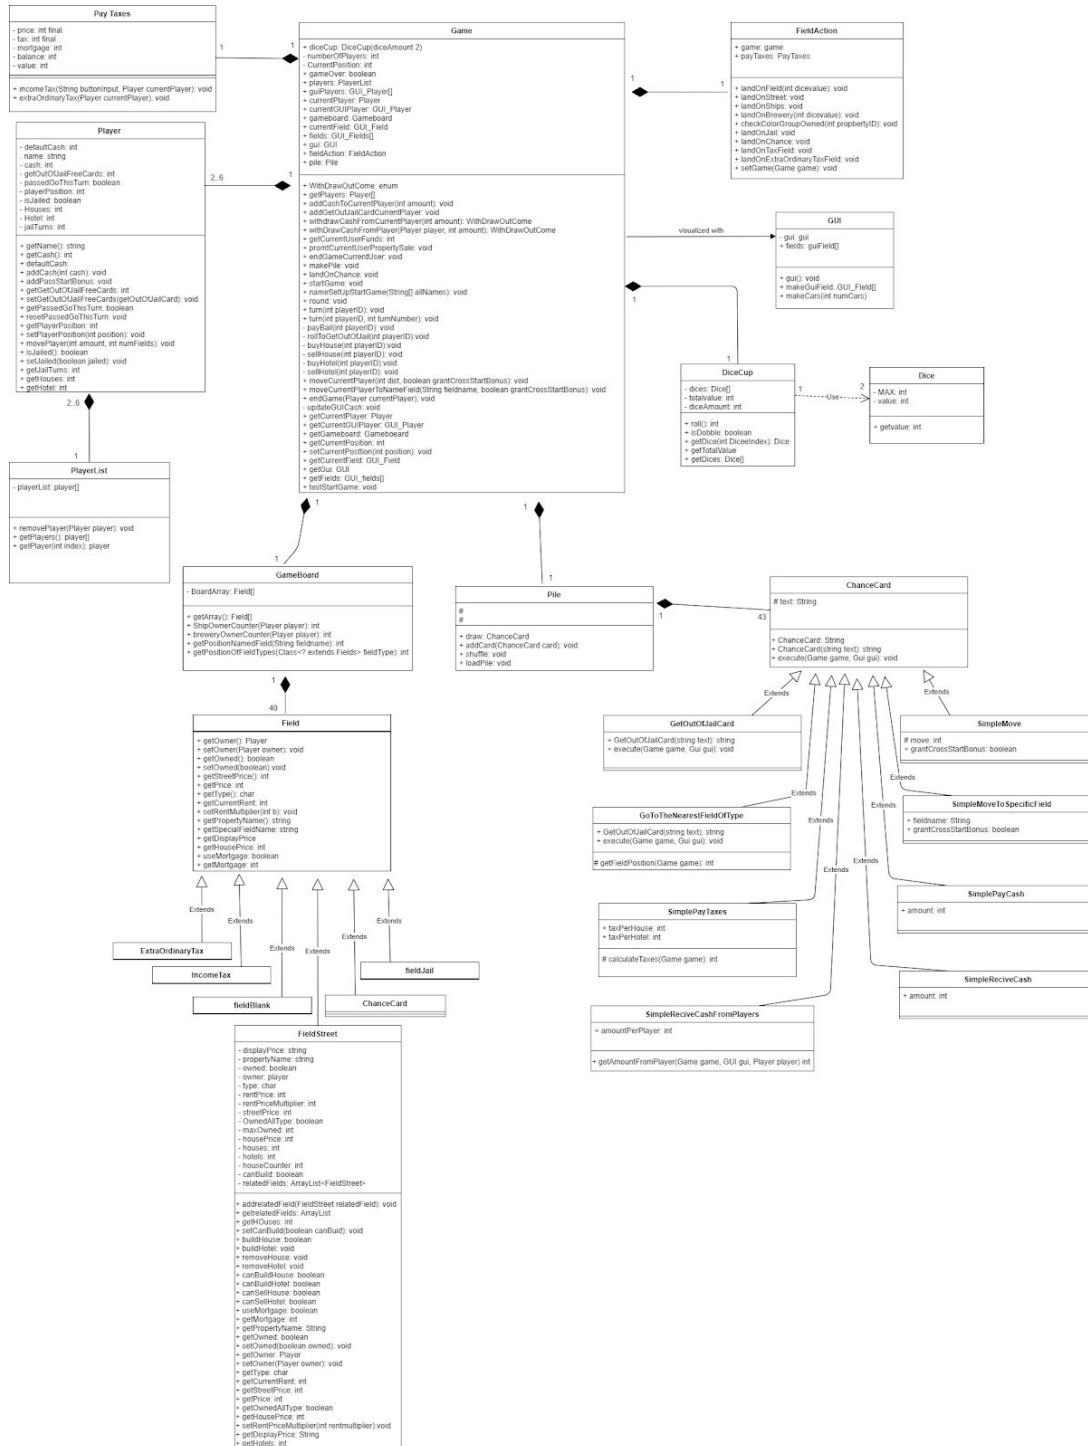 Pay Taxes
- price: int final
- tax: int final
- mortgage: int
- balance: int
- value: int
+ incomeTax(String buttonInput, Player currentPlayer): void
+ extraOrdinaryTax(Player currentPlayer): void
1
1
Game
+ diceCup: DiceCup(diceAmount 2)
- numberOfPlayers: int
- CurrentPosition: int
+ gameOver: boolean
+ players: PlayerList
+ guiPlayers: GUI_Player[]
+ currentPlayer: Player
+ currentGUIPlayer: GUI_Player
+ gameboard: Gameboard
+ currentField: GUI_Field
+ fields: GUI_Fields[]
+ gui: GUI
+ fieldAction: FieldAction
+ pile: Pile
+ WithDrawOutCome: enum
+ getPlayers: Player[]
+ addCashToCurrentPlayer(int amount): void
+ addGetOutJailCardCurrentPlayer: void
+ withdrawCashFromCurrentPlayer(int amount): WithDrawOutCome
+ withDrawCashFromPlayer(Player player, int amount): WithDrawOutCome
+ getCurrentUserFunds: int
+ promtCurrentUserPropertySale: void
+ endGameCurrentUser: void
+ makePile: void
+ landOnChance: void
+ startGame: void
+ nameSetUpStartGame(String[] allNames): void
+ round: void
+ turn(int playerID): void
+ turn(int playerID, int turnNumber): void
- payBail(int playerID): void
- rollToGetOutOfJail(int playerID):void
- buyHouse(int playerID):void
- sellHouse(int playerID): void
- buyHotel(int playerID):void
- sellHotel(int playerID): void
+ moveCurrentPlayer(int dist, boolean grantCrossStartBonus): void
+ moveCurrentPlayerToNameField(String fieldname, boolean grantCrossStartBonus): void
+ endGame(Player currentPlayer): void
- updateGUICash: void
+ getCurrentPlayer: Player
+ getCurrentGUIPlayer: GUI_Player
+ getGameboard: Gameboeard
+ getCurrentPosition: int
+ setCurrentPosttion(int position): void
+ getCurrentField: GUI_Field
+ getGui: GUI
+ getFields: GUI_fields[]
+ testStartGame: void
1
1
FieldAction
+ game: game
+ payTaxes: PayTaxes
+ landOnField(int dicevalue): void
+ landOnStreet: void
+ landOnShips: void
+ landOnBrewery(int dicevalue): void
+ checkColorGroupOwned(int propbertyID): void
+ landOnJail: void
+ landOnChance: void
+ landOnTaxField: void
+ landOnExtraOrdinaryTaxField: void
+ setGame(Game game): void
Player
- defaultCash: int
. name: string
- cash: int
- getOutOfJailFreeCards: int
- passedGoThisTurn: boolean
- playerPosition: int
- isJailed: boolean
- Houses: int
- Hotel: int
- jailTurns: int
+ getName(): string
+ getCash(): int
+ defaultCash:
+ addCash(int cash): void
+ addPassStartBonus: void
+ getGetOutOfJailFreeCards: int
+ setGetOutOfJailFreeCards(getOutOfJailCard): void
+ getPassedGoThisTurn: boolean
+ resetPassedGoThisTurn: void
+ getPlayerPosition: int
+ setPlayerPosition(int position): void
+ movePlayer(int amount, int numFields): void
+ isJailed(): boolean
+ setJailed(boolean jailed): void
+ getJailTurns: int
+ getHouses: int
+ getHotel: int
2..6
1
visualized with
GUI
- gui: gui
+ fields: guiField[]
+ gui(): void
+ makeGuiField: GUI_FIeld[]
+ makeCars(int numCars)
1
1
DiceCup
- dices: Dice[]
- totalvalue: int
- diceAmount: int
+ roll(): int
+ isDobble: boolean
+ getDice(int DiceeIndex): Dice
+ getTotalValue
+ getDices: Dice[]
1
Use
2
Dice
- MAX: int
- value: int
+ getvalue: int
2..6
1
PlayerList
- playerList: player[]
+ removePlayer(Player player): void
+ getPlayers(): player[]
+ getPlayer(int index): player
1
1
GameBoard
- BoardArray: Field[]
+ getArray(): Field[]
+ ShipOwnerCounter(Player player): int
+ breweryOwnerCounter(Player player): int
+ getPositionNamedField(String fieldname): int
+ getPositionOfFieldTypes(Class<? extends Fields> fieldType): int
1
1
Pile
#
#
+ draw: ChanceCard
+ addCard(ChanceCard card): void
+ shuffle: void
+ loadPile: void
1
43
ChanceCard
# text: String
+ ChanceCard: String
+ ChanceCard(string text): string
+ execute(Game game, Gui gui): void
1
40
Field
+ getOwner(): Player
+ setOwner(Player owner): void
+ getOwned(): boolean
+ setOwned(boolean):void
+ getStreetPrice(): int
+ getPrice: int
+ getType(): char
+ getCurrentRent: int
+ setRentMultiplier(int b): void
+ getPropertyName(): string
+ getSpecialFieldName: string
+ getDisplayPrice
+ getHousePrice: int
+ useMortgage: boolean
+ getMortgage: int
Extends
Extends
Extends
Extends
Extends
Extends
ExtraOrdinaryTax
IncomeTax
fieldBlank
ChanceCard
fieldJail
Extends
Extends
GetOutOfJailCard
+ GetOutOfJailCard(string text): string
+ execute(Game game, Gui gui): void
SimpleMove
# move: int
+ grantCrossStartBonus: boolean
Extends
Extends
GoToTheNearestFieldOfType
+ GetOutOfJailCard(string text): string
+ execute(Game game, Gui gui): void
# getFieldPosition(Game game): int
SimpleMoveToSpecificField
+ fieldname: String
+ grantCrossStartBonus: boolean
Extends
Extends
Extends
Extends
SimplePayTaxes
+ taxPerHouse: int
+ taxPerHotel: int
# calculateTaxes(Game game): int
SimplePayCash
+ amount: int
SimpleReciveCash
+ amount: int
SimpleReciveCashFromPlayers
+ amountPerPlayer: int
+ getAmountFromPlayer(Game game, GUI gui, Player player) int
FieldStreet
- displayPrice: string
- propertyName: string
- owned: boolean
- owner: player
- type: char
- rentPrice: int
- rentPriceMultiplier: int
- streetPrice: int
- OwnedAllType: boolean
- maxOwned: int
- housePrice: int
- houses: int
- hotels: int
- houseCounter: int
- canBuild: boolean
- relatedFields: ArrayList<FieldStreet>
+ addrelatedField(FieldStreet relatedField): void
+ getrelatedFields: ArrayList
+ getHOuses: int
+ setCanBuild(boolean canBuid): void
+ buildHouse: boolean
+ buildHotel: void
+ removeHouse: void
+ removeHotel: void
+ canBuildHouse: boolean
+ canBuildHotel: boolean
+ canSellHouse: boolean
+ canSellHotel: boolean
+ useMortgage: boolean
+ getMortgage: int
+ getPropertyName: String
+ getOwned: boolean
+ setOwned(boolean owned): void
+ getOwner: Player
+ setOwner(Player owner): void
+ getType: char
+ getCurrentRent: int
+ getStreetPrice: int
+ getPrice: int
+ getOwnedAllType: boolean
+ getHousePrice: int
+ setRentPriceMultiplier(int rentmultiplier):void
+ getDisplayPrice: String
+ getHotels: int